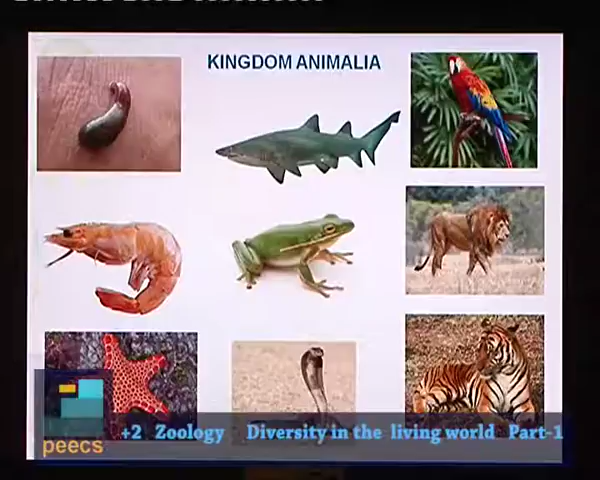 KINGDOM ANIMALIA
+2 Zoology Diversity in the living world Part-1
peecs